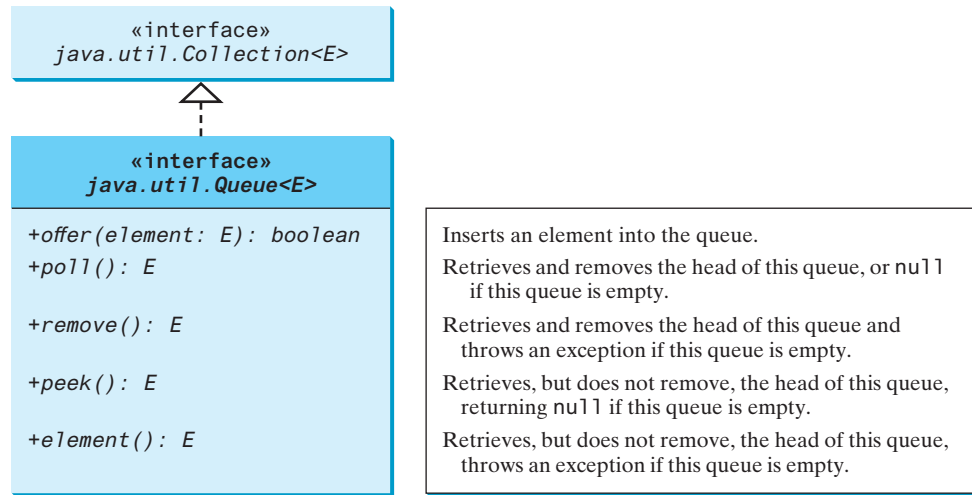 «interface»
java.util.Collection<E>
«interface»
java.util.Queue<E>
+offer(element: E): boolean
Inserts an element into the queue.
+poll(): E
Retrieves and removes the head of this queue, or null
if this queue is empty.
+remove(): E
Retrieves and removes the head of this queue and
throws an exception if this queue is empty.
+peek(): E
Retrieves, but does not remove, the head of this queue,
returning null if this queue is empty.
+element(): E
Retrieves, but does not remove, the head of this queue,
throws an exception if this queue is empty.